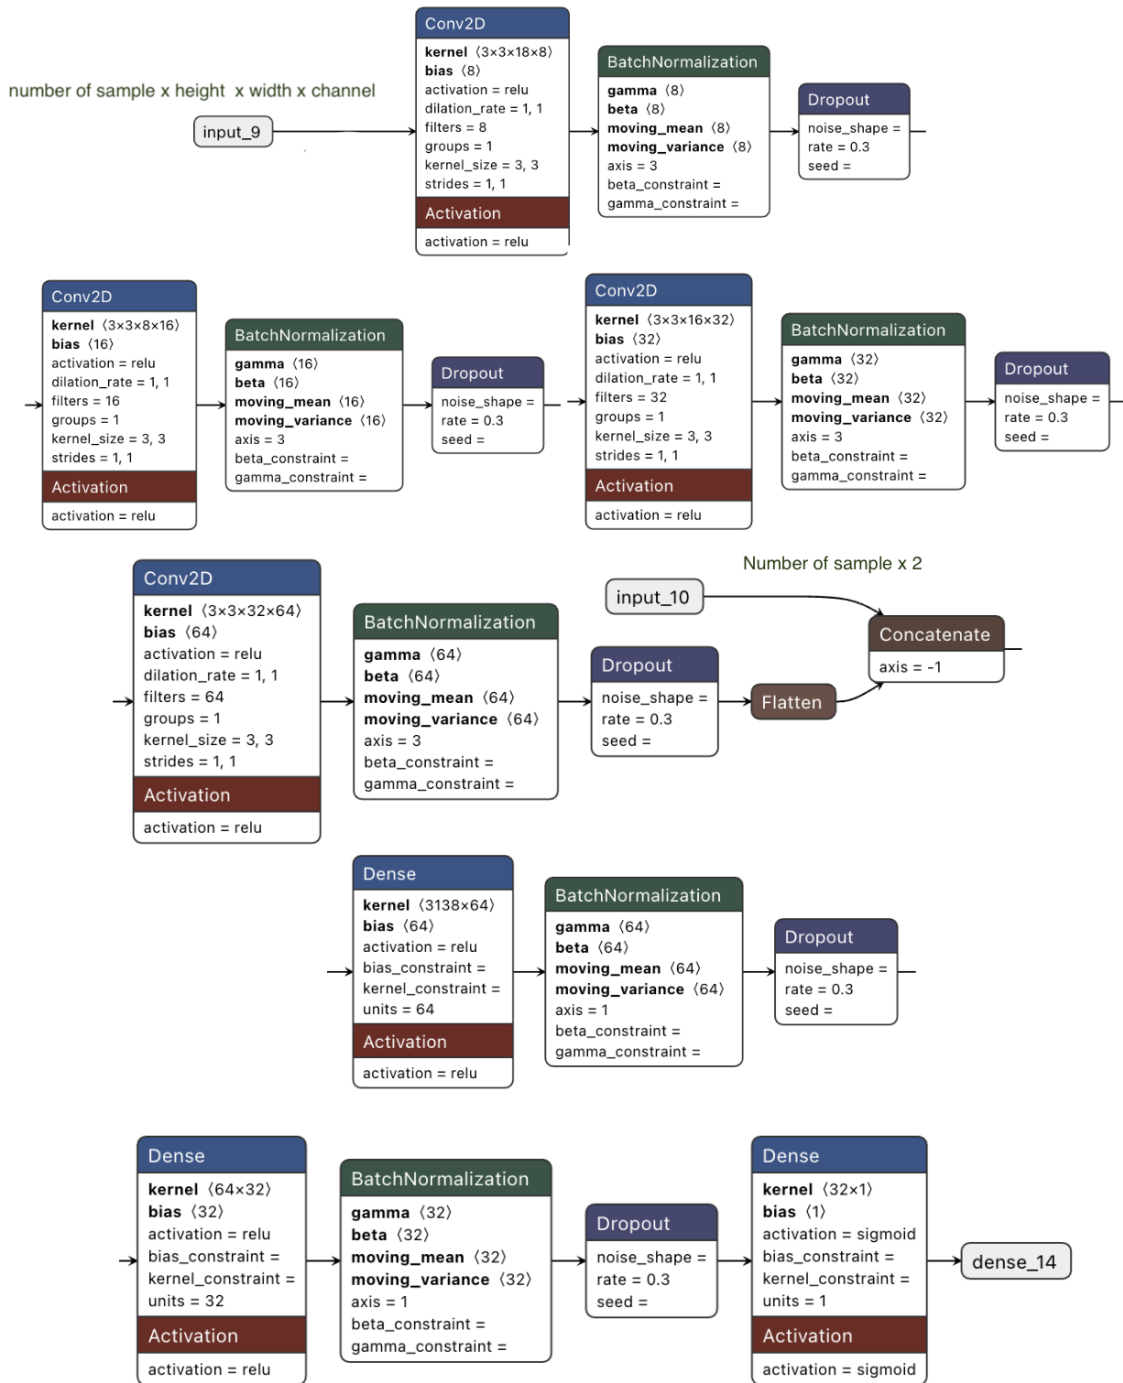 Conv2D
kernel ⟨3×3×18×8⟩
bias ⟨8⟩
activation = relu
dilation_rate = 1, 1
filters = 8
groups = 1
kernel_size = 3, 3
strides = 1, 1
Activation
activation = relu
BatchNormalization
gamma ⟨8⟩
beta ⟨8⟩
moving_mean ⟨8⟩
moving_variance ⟨8⟩
axis = 3
beta_constraint =
gamma_constraint =
Dropout
noise_shape =
rate = 0.3
seed =
number of sample x height x width x channel
input_9
Conv2D
kernel ⟨3×3×8×16⟩
bias ⟨16⟩
activation = relu
dilation_rate = 1, 1
filters = 16
groups = 1
kernel_size = 3, 3
strides = 1, 1
Activation
activation = relu
BatchNormalization
gamma ⟨16⟩
beta ⟨16⟩
moving_mean ⟨16⟩
moving_variance ⟨16⟩
axis = 3
beta_constraint =
gamma_constraint =
Dropout
noise_shape =
rate = 0.3
seed =
Conv2D
kernel ⟨3×3×16×32⟩
bias ⟨32⟩
activation = relu
dilation_rate = 1, 1
filters = 32
groups = 1
kernel_size = 3, 3
strides = 1, 1
Activation
activation = relu
BatchNormalization
gamma ⟨32⟩
beta ⟨32⟩
moving_mean ⟨32⟩
moving_variance ⟨32⟩
axis = 3
beta_constraint =
gamma_constraint =
Dropout
noise_shape =
rate = 0.3
seed =
Conv2D
kernel ⟨3×3×32×64⟩
bias ⟨64⟩
activation = relu
dilation_rate = 1, 1
filters = 64
groups = 1
kernel_size = 3, 3
strides = 1, 1
Activation
activation = relu
BatchNormalization
gamma ⟨64⟩
beta ⟨64⟩
moving_mean ⟨64⟩
moving_variance ⟨64⟩
axis = 3
beta_constraint =
gamma_constraint =
Dropout
noise_shape =
rate = 0.3
seed =
Flatten
Number of sample x 2
input_10
Concatenate
axis = -1
Dense
kernel ⟨3138×64⟩
bias ⟨64⟩
activation = relu
bias_constraint =
kernel_constraint =
units = 64
Activation
activation = relu
BatchNormalization
gamma ⟨64⟩
beta ⟨64⟩
moving_mean ⟨64⟩
moving_variance ⟨64⟩
axis = 1
beta_constraint =
gamma_constraint =
Dropout
noise_shape =
rate = 0.3
seed =
Dense
kernel ⟨64×32⟩
bias ⟨32⟩
activation = relu
bias_constraint =
kernel_constraint =
units = 32
Activation
activation = relu
BatchNormalization
gamma ⟨32⟩
beta ⟨32⟩
moving_mean ⟨32⟩
moving_variance ⟨32⟩
axis = 1
beta_constraint =
gamma_constraint =
Dropout
noise_shape =
rate = 0.3
seed =
Dense
kernel ⟨32×1⟩
bias ⟨1⟩
activation = sigmoid
bias_constraint =
kernel_constraint =
units = 1
Activation
activation = sigmoid
dense_14